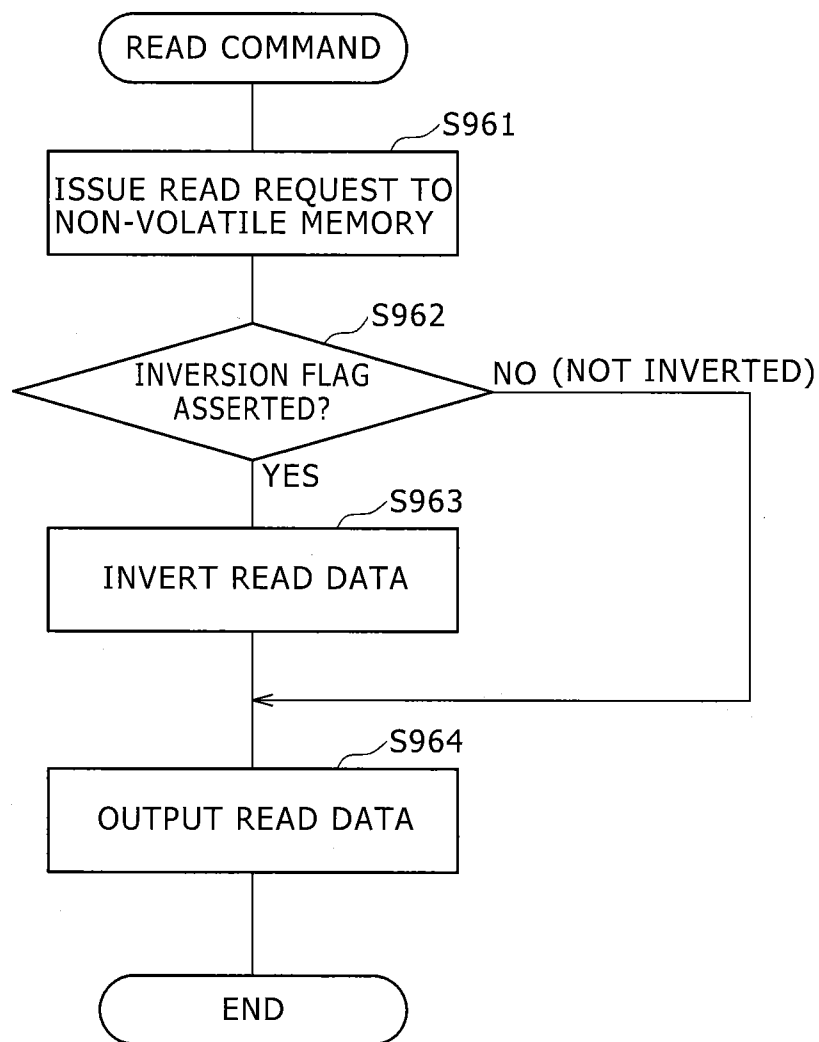 READ COMMAND
S961
ISSUE READ REQUEST TO
NON-VOLATILE MEMORY
S962
INVERSION FLAG
ASSERTED?
NO (NOT INVERTED)
YES
S963
INVERT READ DATA
S964
OUTPUT READ DATA
END